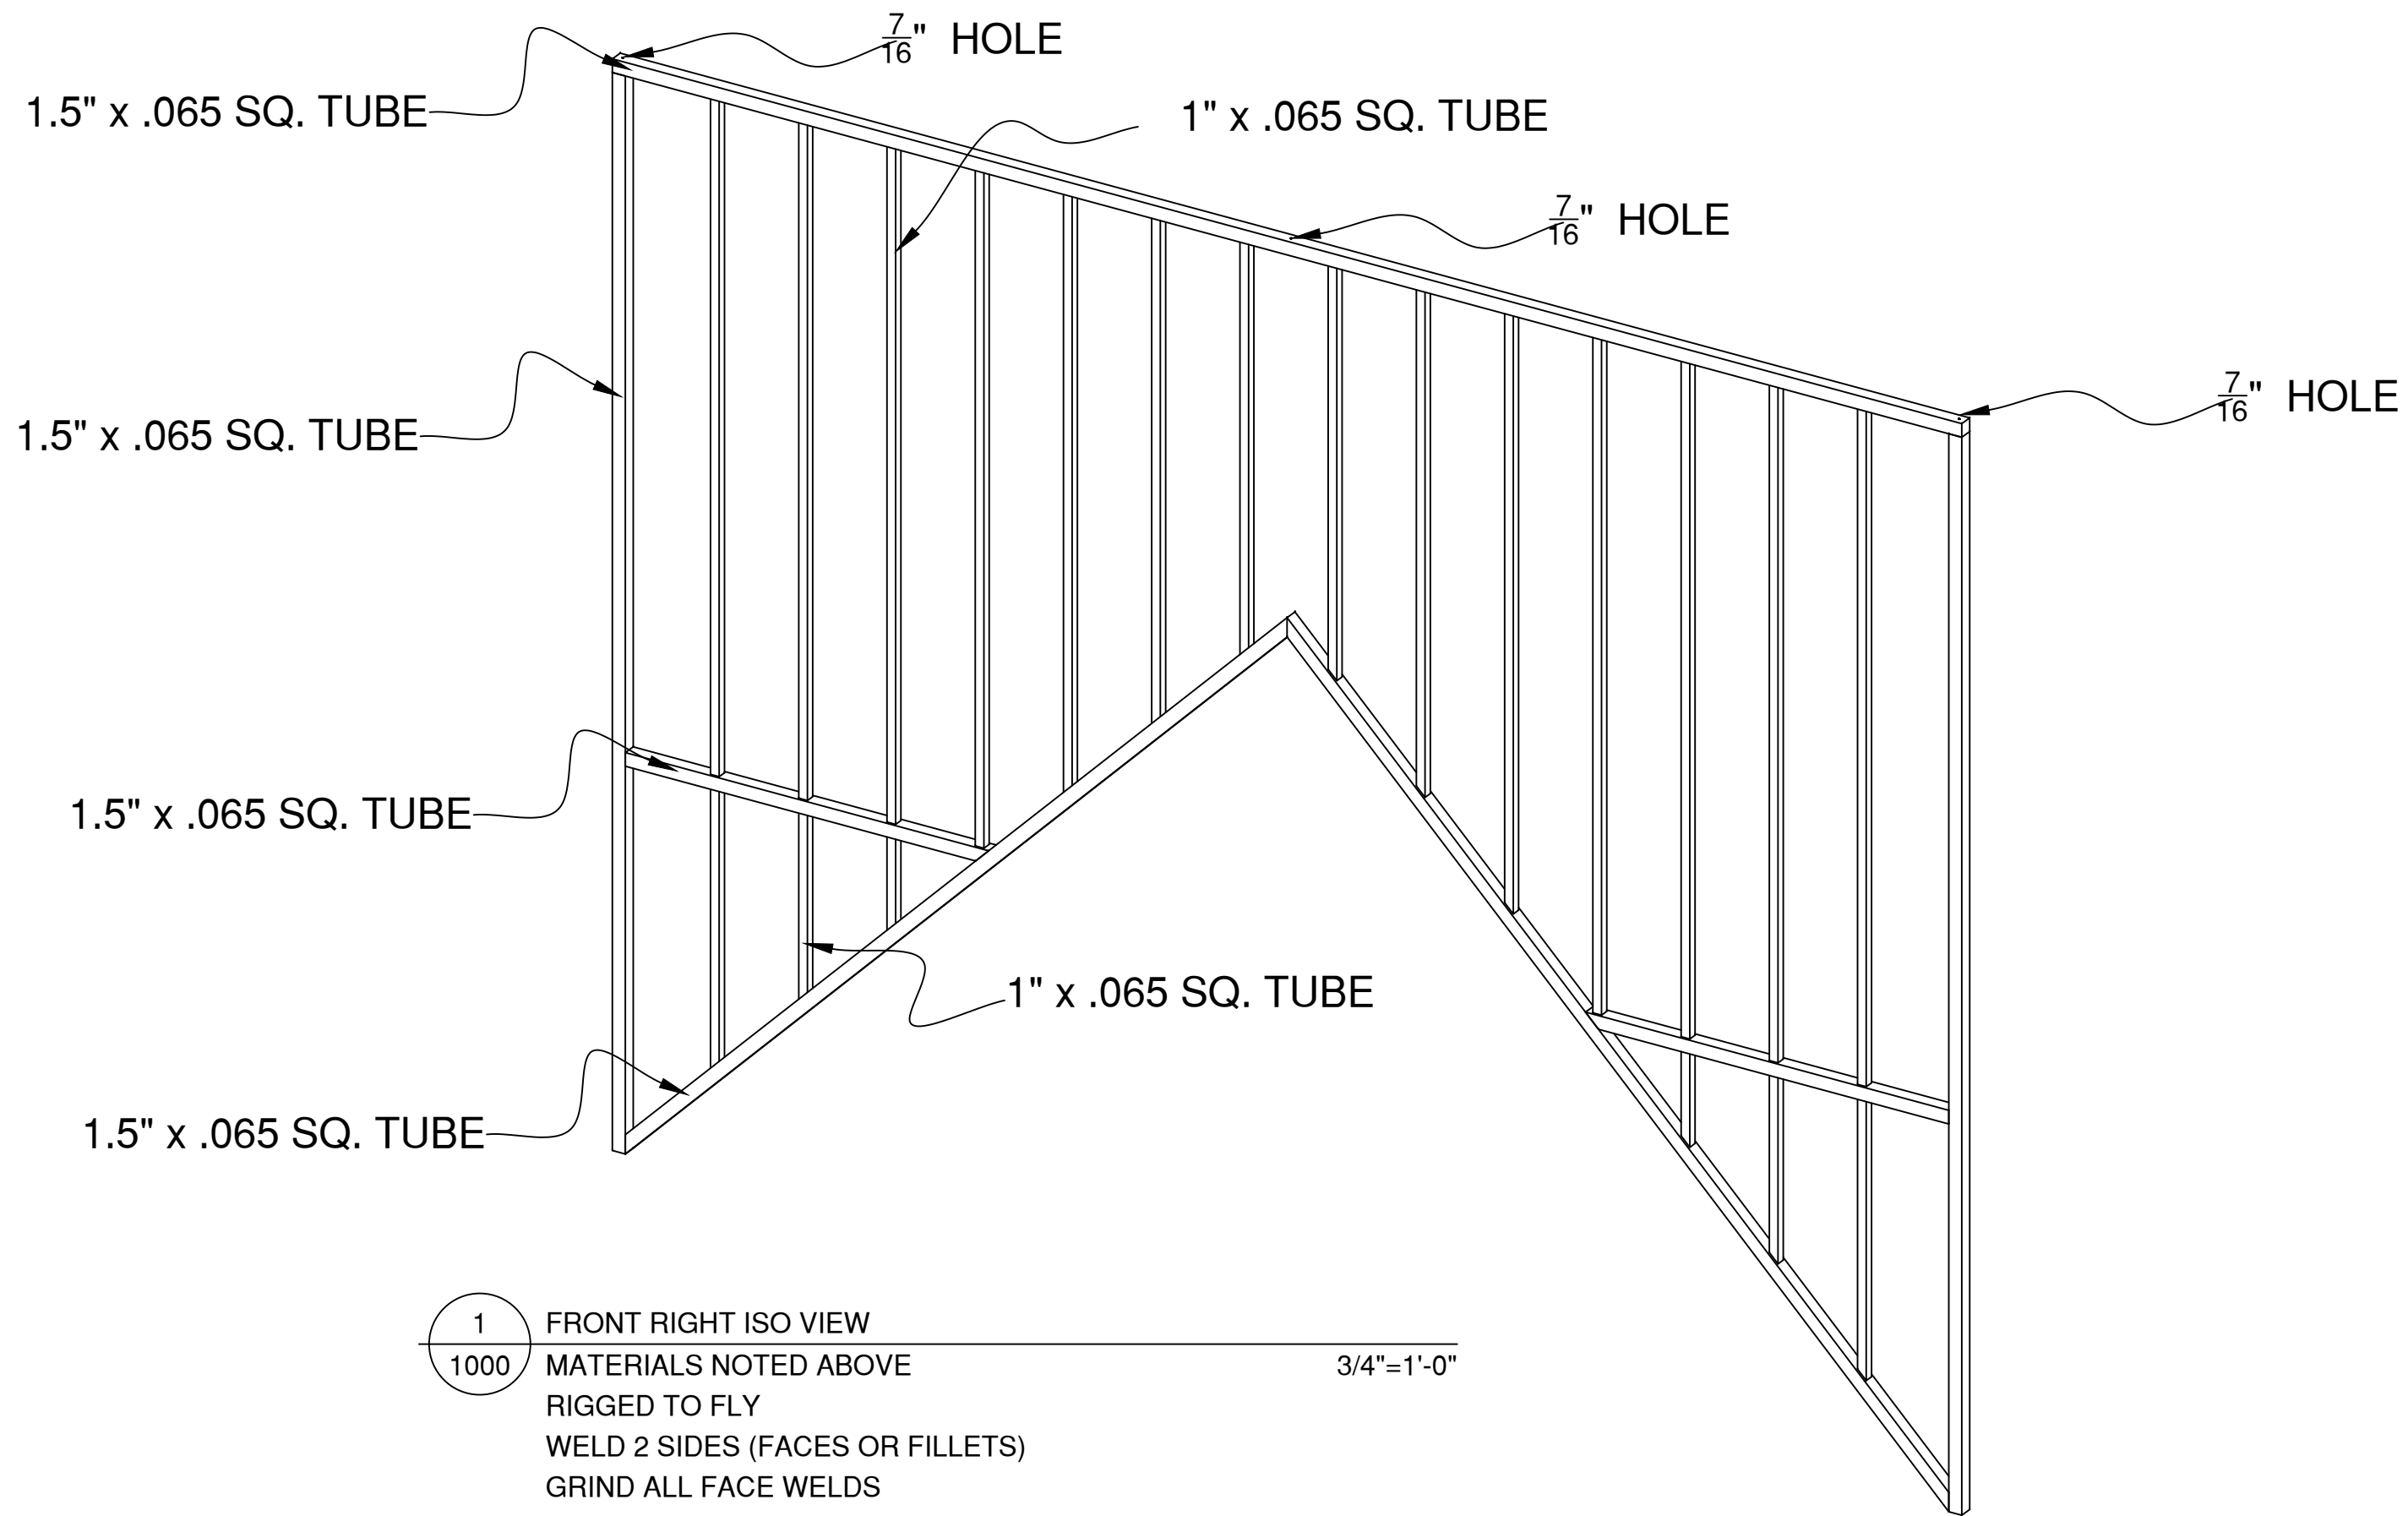 7/16" HOLE
1.5" x .065 SQ. TUBE
1" x .065 SQ. TUBE
7/16" HOLE
7/16" HOLE
1.5" x .065 SQ. TUBE
1.5" x .065 SQ. TUBE
1" x .065 SQ. TUBE
1.5" x .065 SQ. TUBE
1 FRONT RIGHT ISO VIEW
1000 MATERIALS NOTED ABOVE 3/4"=1'-0"
RIGGED TO FLY
WELD 2 SIDES (FACES OR FILLETS)
GRIND ALL FACE WELDS